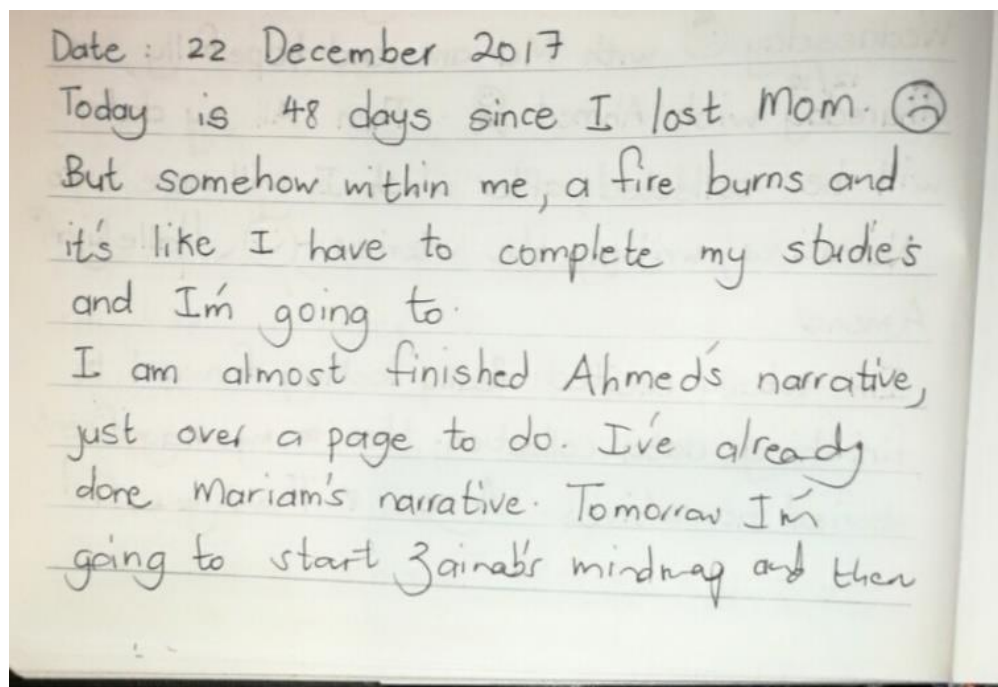 Date : 22 December 2017
Today is 48 days since I lost Mom. ☹
But somehow within me, a fire burns and
it's like I have to complete my studies
and I'm going to.
I am almost finished Ahmed's narrative,
just over a page to do. I've already
done Mariam's narrative. Tomorrow I'm
going to start Zainab's mindmap and then